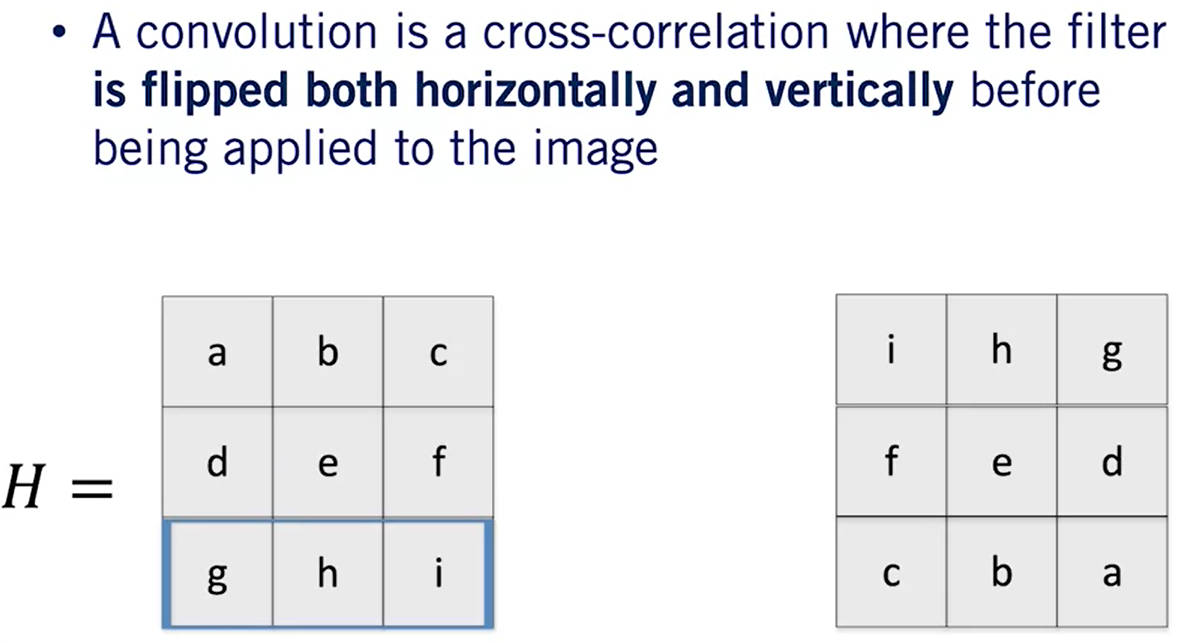 • A convolution is a cross-correlation where the filter
is flipped both horizontally and vertically before
being applied to the image
a b c
i h g
H =
d e f
f e d
g h i
c b a